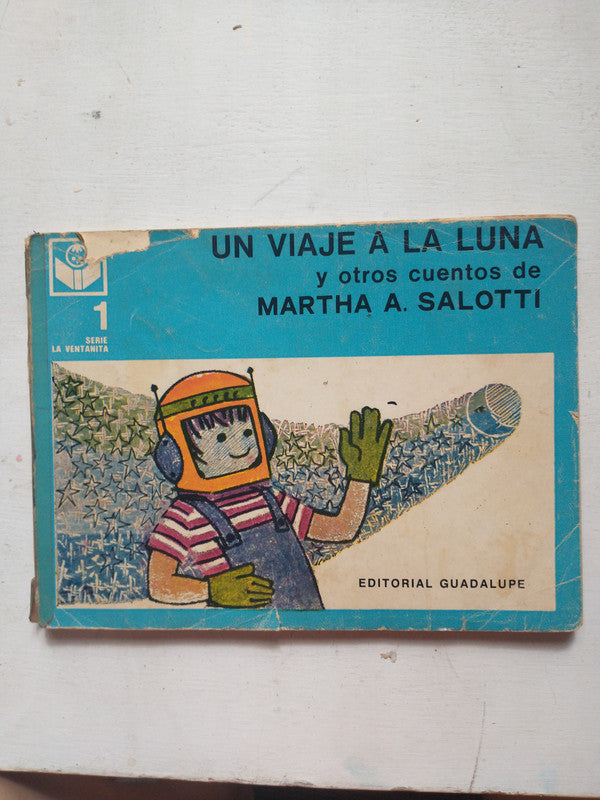 UN VIAJE A LA LUNA
y otros cuentos de
MARTHA A. SALOTTI
1
SERIE
LA VENTANITA
EDITORIAL GUADALUPE